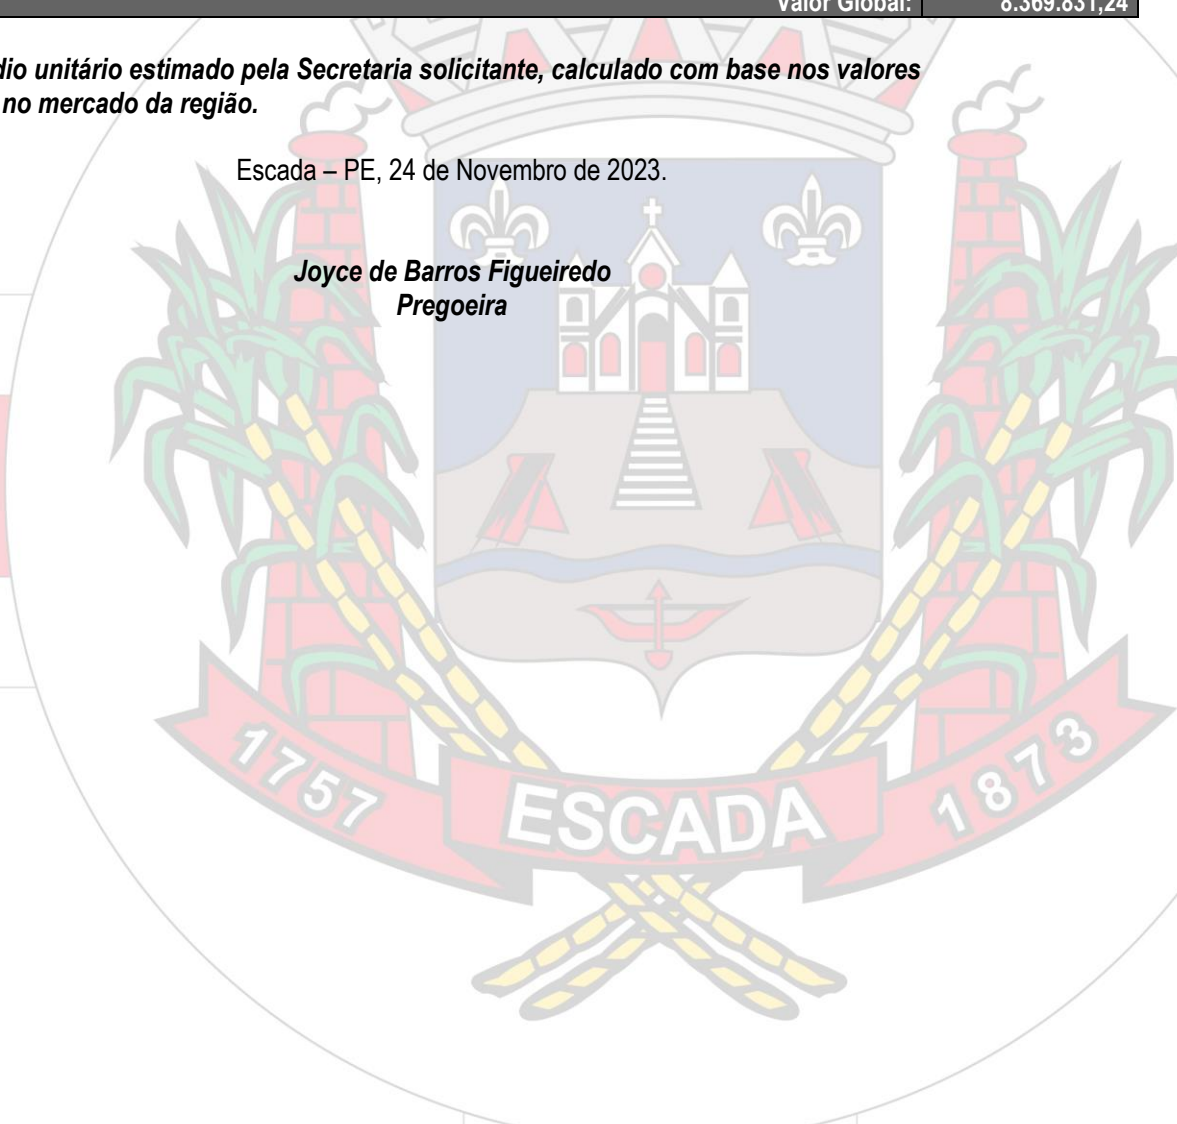 Valor Global: 8.369.831,24
dio unitário estimado pela Secretaria solicitante, calculado com base nos valores
no mercado da região.
Escada – PE, 24 de Novembro de 2023.
Joyce de Barros Figueiredo
Pregoeira
1757
ESCADA
1873